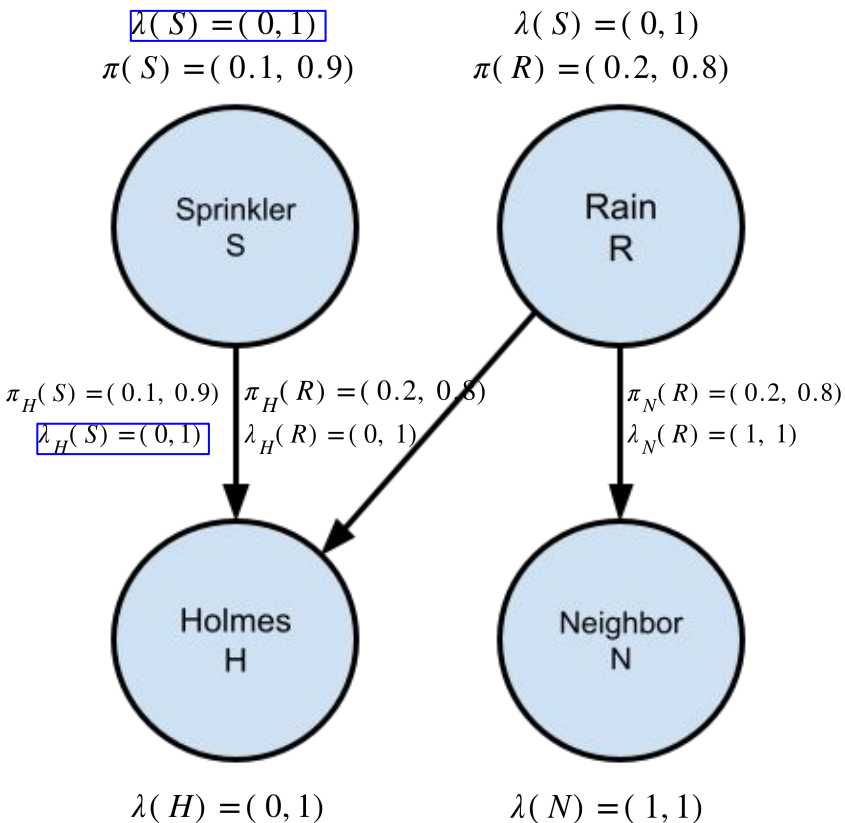 λ(S) =(0,1)
λ(S) =(0,1)
π(S) =(0.1, 0.9)
π(R) =(0.2, 0.8)
Sprinkler
S
Rain
R
π_H(S) =(0.1, 0.9)
π_H(R) =(0.2, 0.8)
π_N(R) =(0.2, 0.8)
λ_H(S) =(0,1)
λ_H(R) =(0, 1)
λ_N(R) =(1, 1)
Holmes
H
Neighbor
N
λ(H) =(0,1)
λ(N) =(1,1)